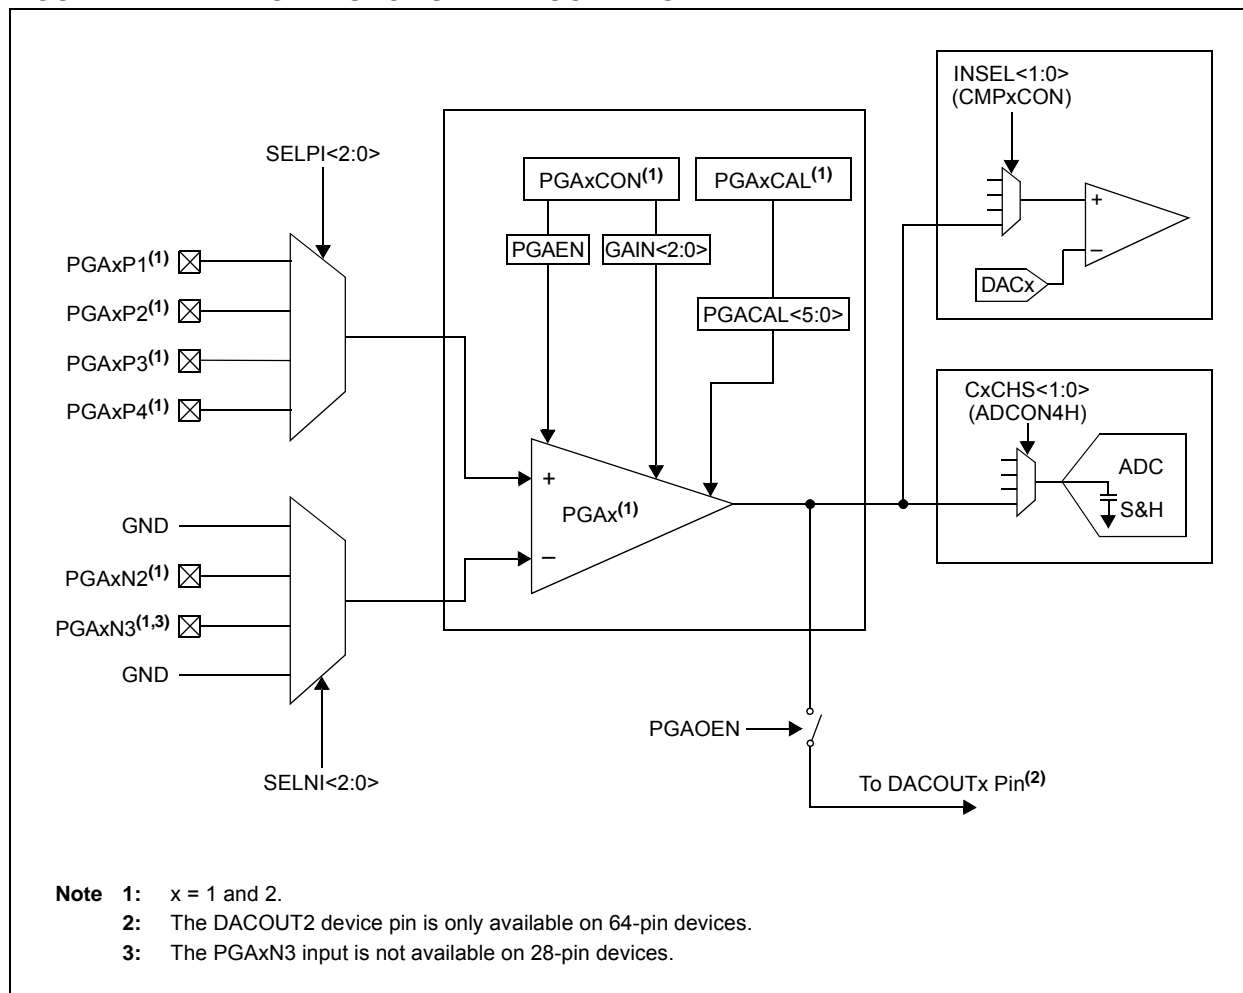 INSEL<1:0>
(CMPxCON)
SELPI<2:0>
PGAxCON(1)
PGAxCAL(1)
PGAEN
GAIN<2:0>
PGACAL<5:0>
+
−
DACx
PGAxP1(1)
PGAxP2(1)
PGAxP3(1)
PGAxP4(1)
CxCHS<1:0>
(ADCON4H)
ADC
S&H
+
PGAx(1)
−
GND
PGAxN2(1)
PGAxN3(1,3)
GND
SELNI<2:0>
PGAOEN
To DACOUTx Pin(2)
Note 1: x = 1 and 2.
2: The DACOUT2 device pin is only available on 64-pin devices.
3: The PGAxN3 input is not available on 28-pin devices.